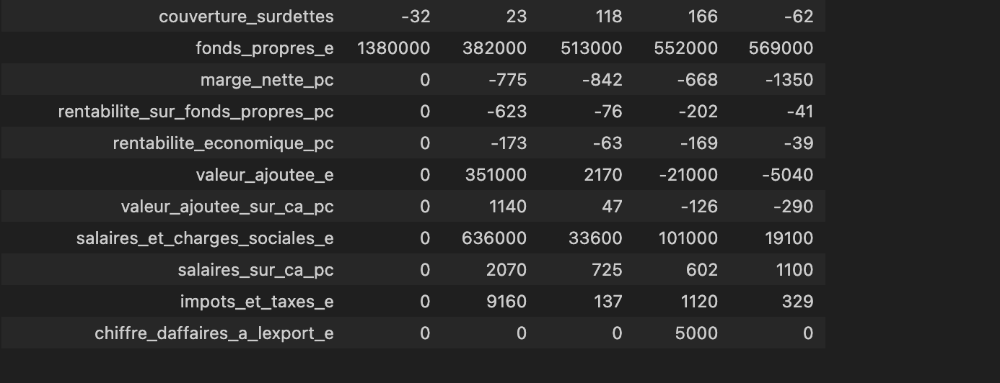 couverture_surdettes -32 23 118 166 -62
fonds_propres_e 1380000 382000 513000 552000 569000
marge_nette_pc 0 -775 -842 -668 -1350
rentabilite_sur_fonds_propres_pc 0 -623 -76 -202 -41
rentabilite_economique_pc 0 -173 -63 -169 -39
valeur_ajoutee_e 0 351000 2170 -21000 -5040
valeur_ajoutee_sur_ca_pc 0 1140 47 -126 -290
salaires_et_charges_sociales_e 0 636000 33600 101000 19100
salaires_sur_ca_pc 0 2070 725 602 1100
impots_et_taxes_e 0 9160 137 1120 329
chiffre_daffaires_a_lexport_e 0 0 0 5000 0